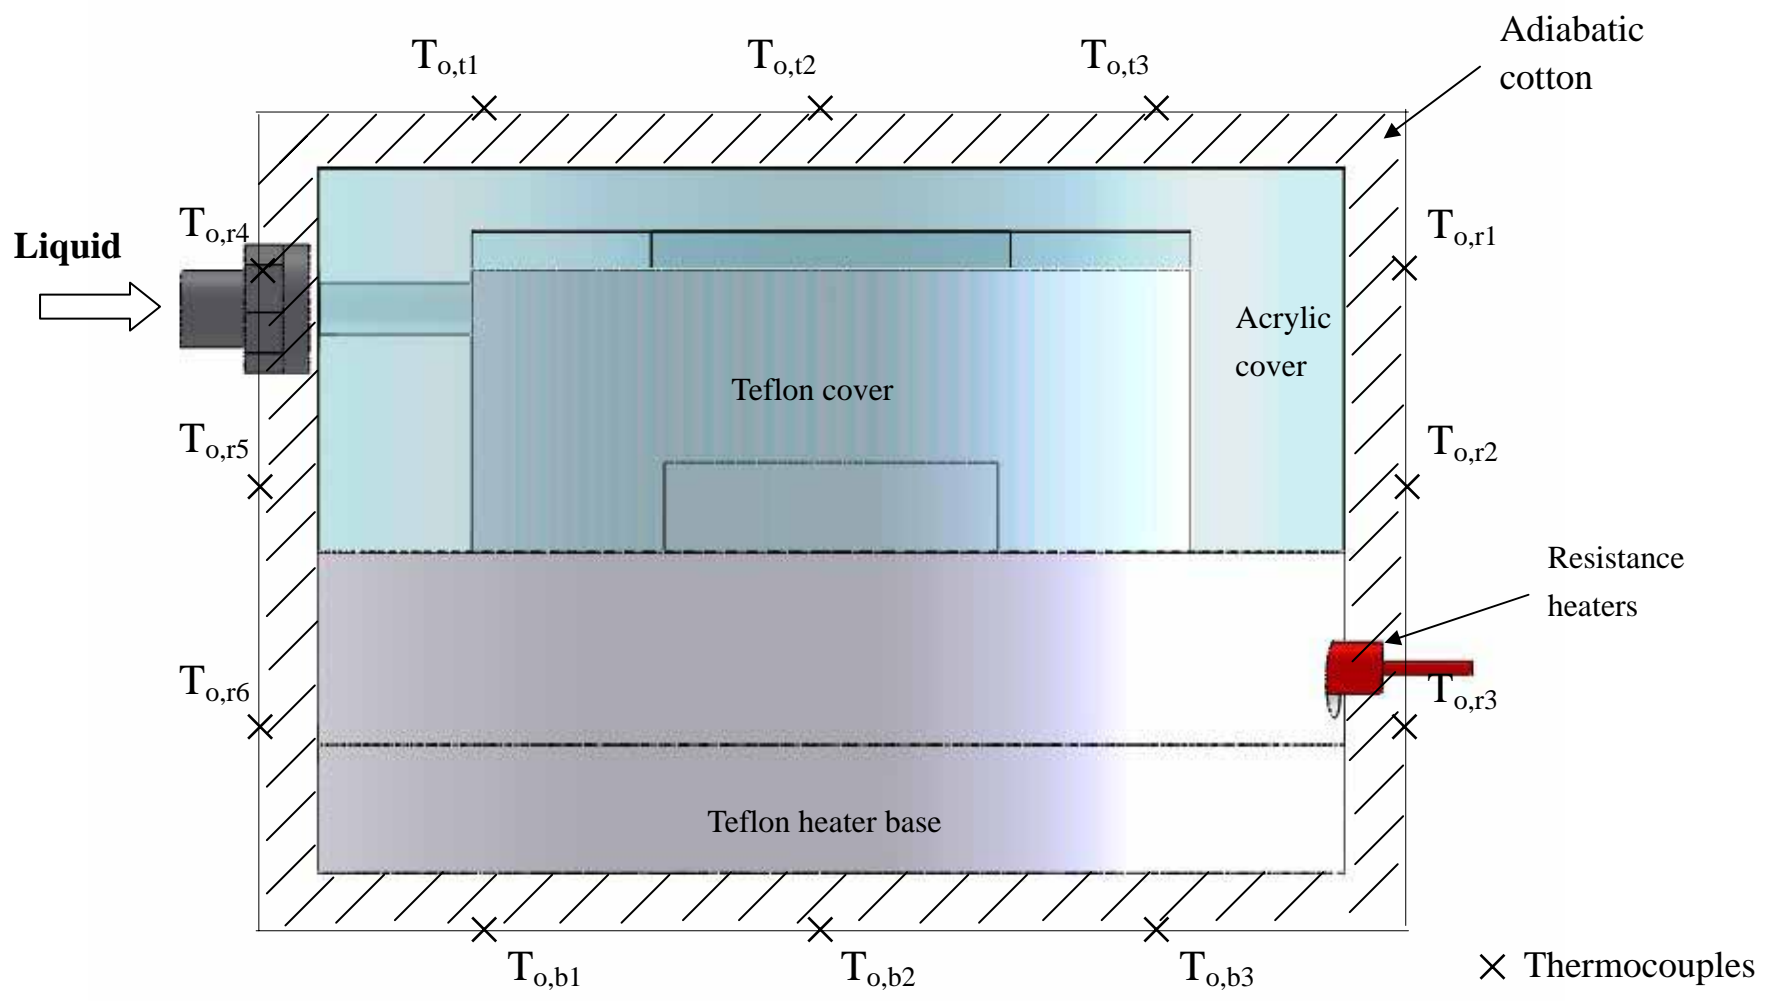 Adiabatic
cotton
To,t1
To,t2
To,t3
To,r4
To,r1
Liquid
Acrylic
cover
Teflon cover
To,r5
To,r2
Resistance
heaters
To,r6
To,r3
Teflon heater base
To,b1
To,b2
To,b3
Thermocouples